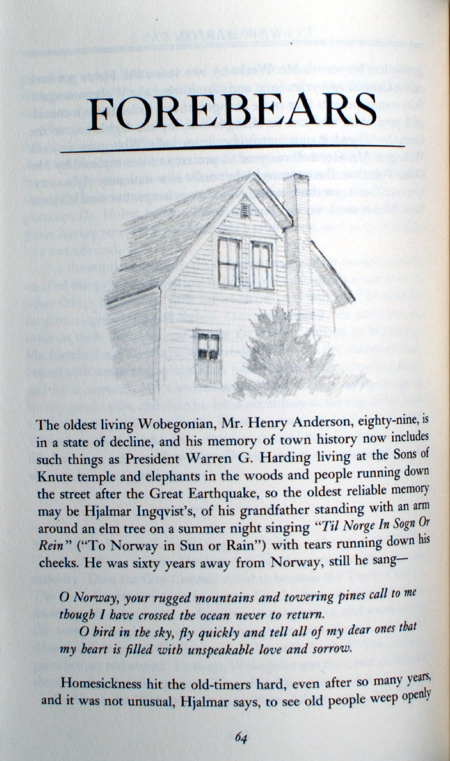 FOREBEARS
The oldest living Wobegonian, Mr. Henry Anderson, eighty-nine, is
in a state of decline, and his memory of town history now includes
such things as President Warren G. Harding living at the Sons of
Knute temple and elephants in the woods and people running down
the street after the Great Earthquake, so the oldest reliable memory
may be Hjalmar Ingqvist's, of his grandfather standing with an arm
around an elm tree on a summer night singing "Til Norge In Sogn Or
Rein" ("To Norway in Sun or Rain") with tears running down his
cheeks. He was sixty years away from Norway, still he sang—
O Norway, your rugged mountains and towering pines call to me
though I have crossed the ocean never to return.
O bird in the sky, fly quickly and tell all of my dear ones that
my heart is filled with unspeakable love and sorrow.
Homesickness hit the old-timers hard, even after so many years,
and it was not unusual, Hjalmar says, to see old people weep openly
64